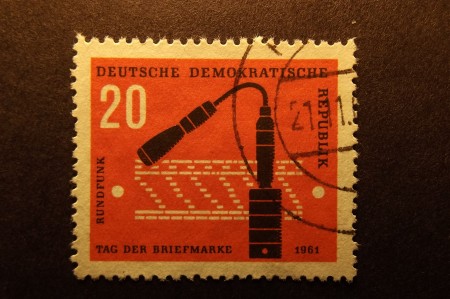 DEUTSCHE DEMOKRATISCHE
REPUBLIK
20
RUNDFUNK
TAG DER BRIEFMARKE 1961